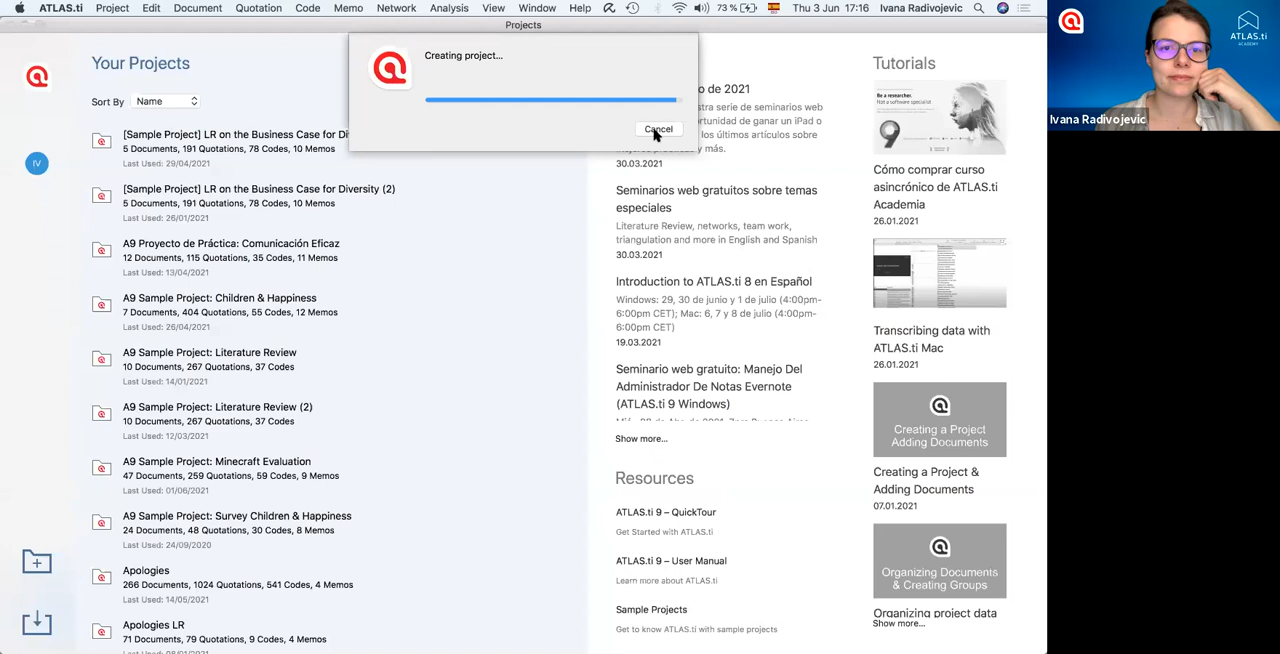 ATLAS.ti Project Edit Document Quotation Code Memo Network Analysis View Window Help 73 % Thu 3 Jun 17:16 Ivana Radivojevic
Projects
Your Projects
Sort By Name
[Sample Project] LR on the Business Case for Di
5 Documents, 191 Quotations, 78 Codes, 10 Memos
Last Used: 29/04/2021
IV
[Sample Project] LR on the Business Case for Diversity (2)
5 Documents, 191 Quotations, 78 Codes, 10 Memos
Last Used: 26/01/2021
A9 Proyecto de Práctica: Comunicación Eficaz
12 Documents, 115 Quotations, 35 Codes, 11 Memos
Last Used: 13/04/2021
A9 Sample Project: Children & Happiness
7 Documents, 404 Quotations, 55 Codes, 12 Memos
Last Used: 26/04/2021
A9 Sample Project: Literature Review
10 Documents, 267 Quotations, 37 Codes
Last Used: 14/01/2021
A9 Sample Project: Literature Review (2)
10 Documents, 267 Quotations, 37 Codes
Last Used: 12/03/2021
A9 Sample Project: Minecraft Evaluation
47 Documents, 259 Quotations, 59 Codes, 9 Memos
Last Used: 01/06/2021
A9 Sample Project: Survey Children & Happiness
24 Documents, 48 Quotations, 30 Codes, 8 Memos
Last Used: 24/09/2020
Apologies
266 Documents, 1024 Quotations, 541 Codes, 4 Memos
Last Used: 14/05/2021
Apologies LR
71 Documents, 79 Quotations, 9 Codes, 4 Memos
Creating project...
Cancel
o de 2021
stra serie de seminarios web
ortunidad de ganar un iPad o
los últimos artículos sobre
y más.
30.03.2021
Seminarios web gratuitos sobre temas
especiales
Literature Review, networks, team work,
triangulation and more in English and Spanish
30.03.2021
Introduction to ATLAS.ti 8 en Español
Windows: 29, 30 de junio y 1 de julio (4:00pm-
6:00pm CET); Mac: 6, 7 y 8 de julio (4:00pm-
6:00pm CET)
19.03.2021
Seminario web gratuito: Manejo Del
Administrador De Notas Evernote
(ATLAS.ti 9 Windows)
Show more...
Resources
ATLAS.ti 9 – QuickTour
Get Started with ATLAS.ti
ATLAS.ti 9 – User Manual
Learn more about ATLAS.ti
Sample Projects
Get to know ATLAS.ti with sample projects
Tutorials
Be a researcher.
Not a software specialist!
Cómo comprar curso
asincrónico de ATLAS.ti
Academia
26.01.2021
Transcribing data with
ATLAS.ti Mac
26.01.2021
Creating a Project
Adding Documents
Creating a Project &
Adding Documents
07.01.2021
Organizing Documents
& Creating Groups
Organizing project data
Show more...
ATLAS.ti
ACADEMY
Ivana Radivojevic